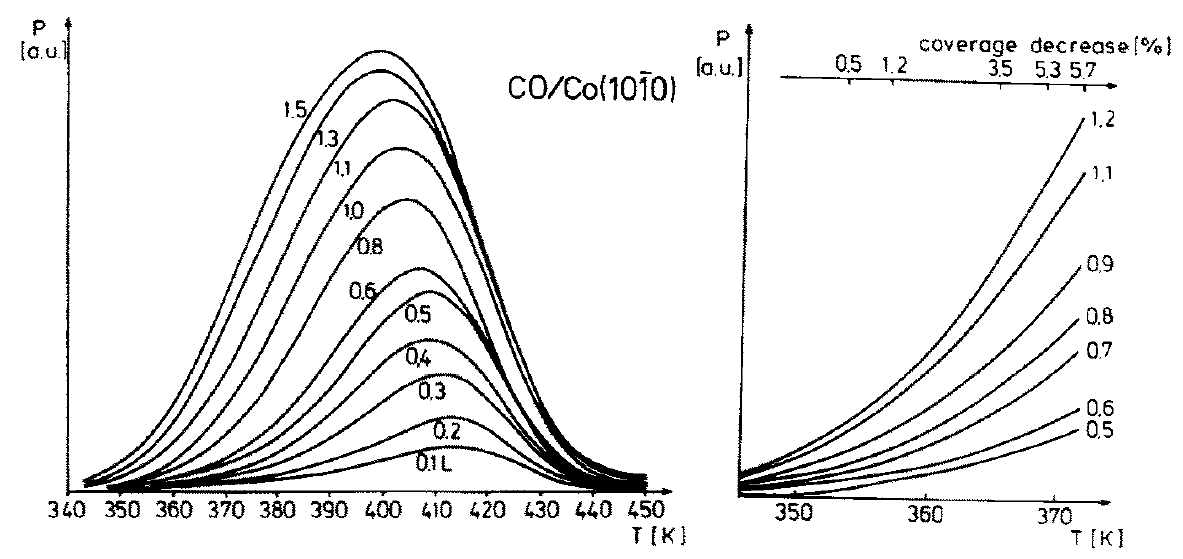 P
[a.u.]
CO/Co(101̄0)
1.5
1.3
1.1
1.0
0.8
0.6
0.5
0.4
0.3
0.2
0.1 L
340 350 360 370 380 390 400 410 420 430 440 450
T [K]
P
[a.u.]
coverage decrease [%]
0.5 1.2 3.5 5.3 5.7
1.2
1.1
0.9
0.8
0.7
0.6
0.5
350 360 370
T [K]